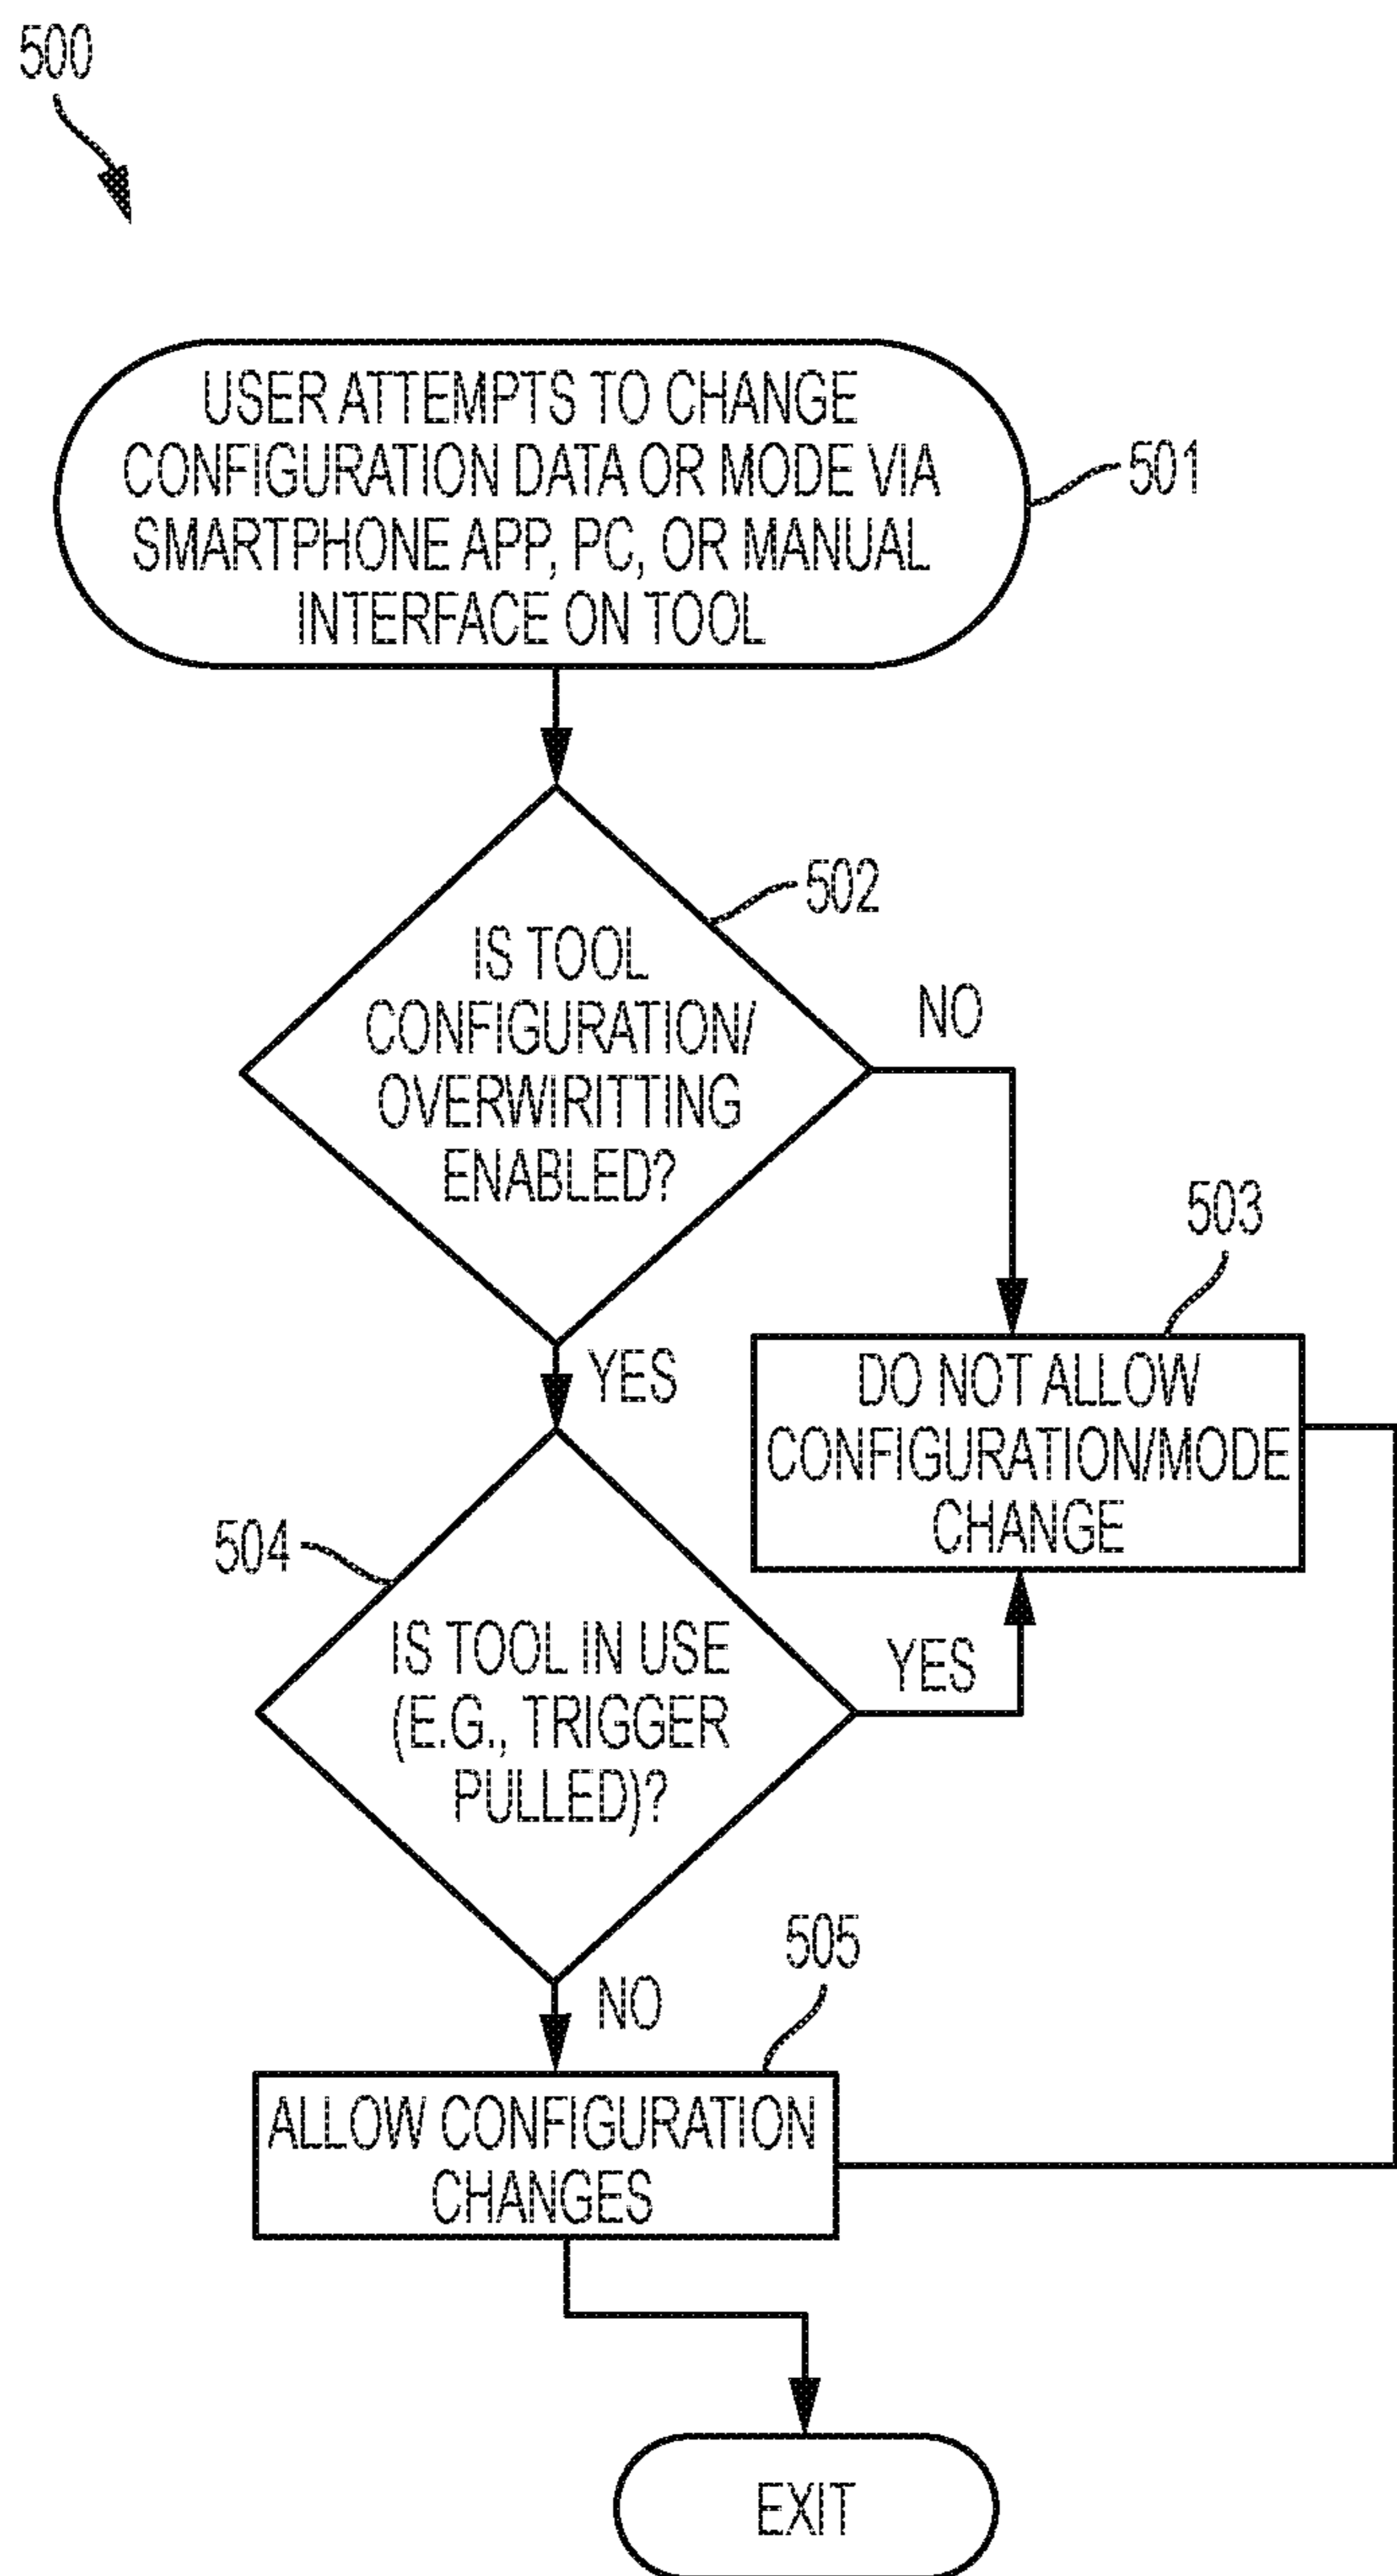 500
USER ATTEMPTS TO CHANGE
CONFIGURATION DATA OR MODE VIA
SMARTPHONE APP, PC, OR MANUAL
INTERFACE ON TOOL
501
502
IS TOOL
CONFIGURATION/
OVERWIRITTING
ENABLED?
NO
YES
503
DO NOT ALLOW
CONFIGURATION/MODE
CHANGE
504
IS TOOL IN USE
(E.G., TRIGGER
PULLED)?
YES
NO
505
ALLOW CONFIGURATION
CHANGES
EXIT